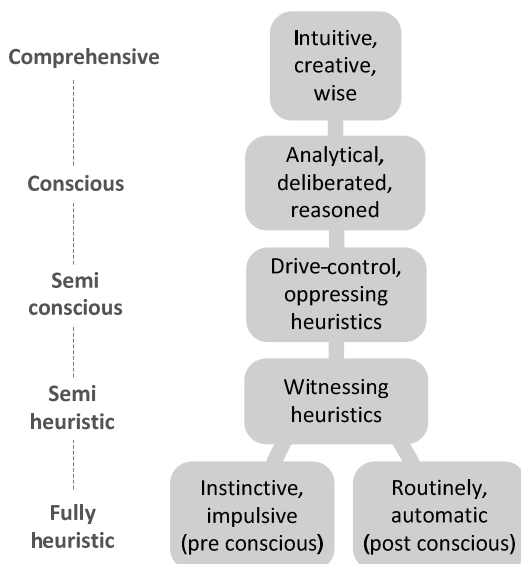 Comprehensive
Intuitive,
creative,
wise
Conscious
Analytical,
deliberated,
reasoned
Semi
conscious
Drive-control,
oppressing
heuristics
Semi
heuristic
Witnessing
heuristics
Fully
heuristic
Instinctive,
impulsive
(pre conscious)
Routinely,
automatic
(post conscious)